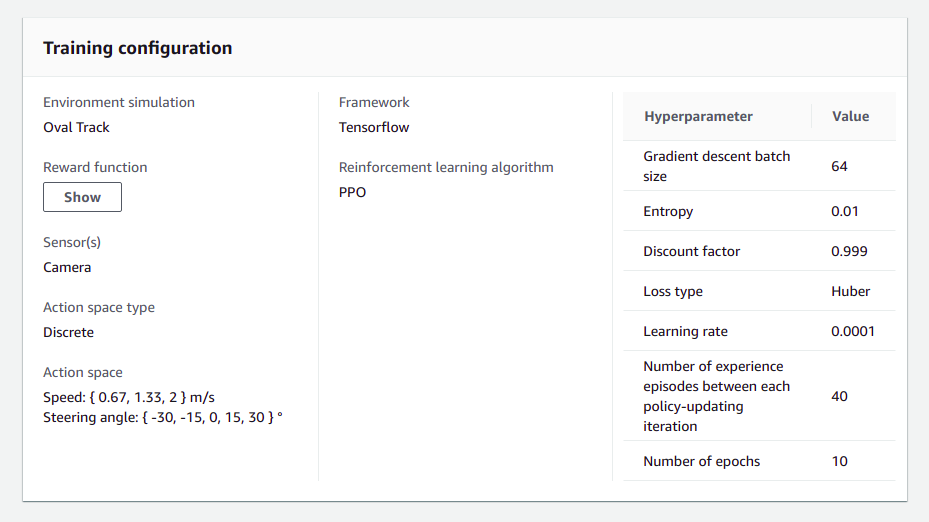 Training configuration
Environment simulation
Oval Track
Reward function
Show
Sensor(s)
Camera
Action space type
Discrete
Action space
Speed: { 0.67, 1.33, 2 } m/s
Steering angle: { -30, -15, 0, 15, 30 } °
Framework
Tensorflow
Reinforcement learning algorithm
PPO
Hyperparameter Value
Gradient descent batch
size
64
Entropy 0.01
Discount factor 0.999
Loss type Huber
Learning rate 0.0001
Number of experience
episodes between each
policy-updating
iteration
40
Number of epochs 10